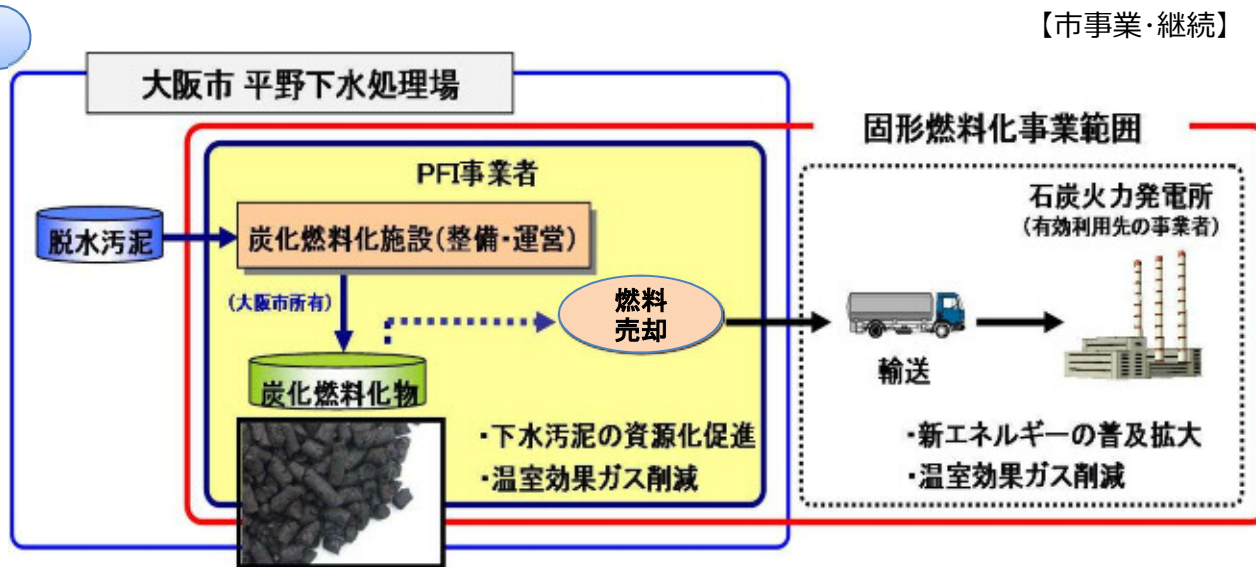 【市事業・継続】
大阪市 平野下水処理場
固形燃料化事業範囲
PFI事業者
脱水汚泥
炭化燃料化施設(整備・運営)
(大阪市所有)
炭化燃料化物
燃料
売却
・下水汚泥の資源化促進
・温室効果ガス削減
石炭火力発電所
(有効利用先の事業者)
輸送
・新エネルギーの普及拡大
・温室効果ガス削減